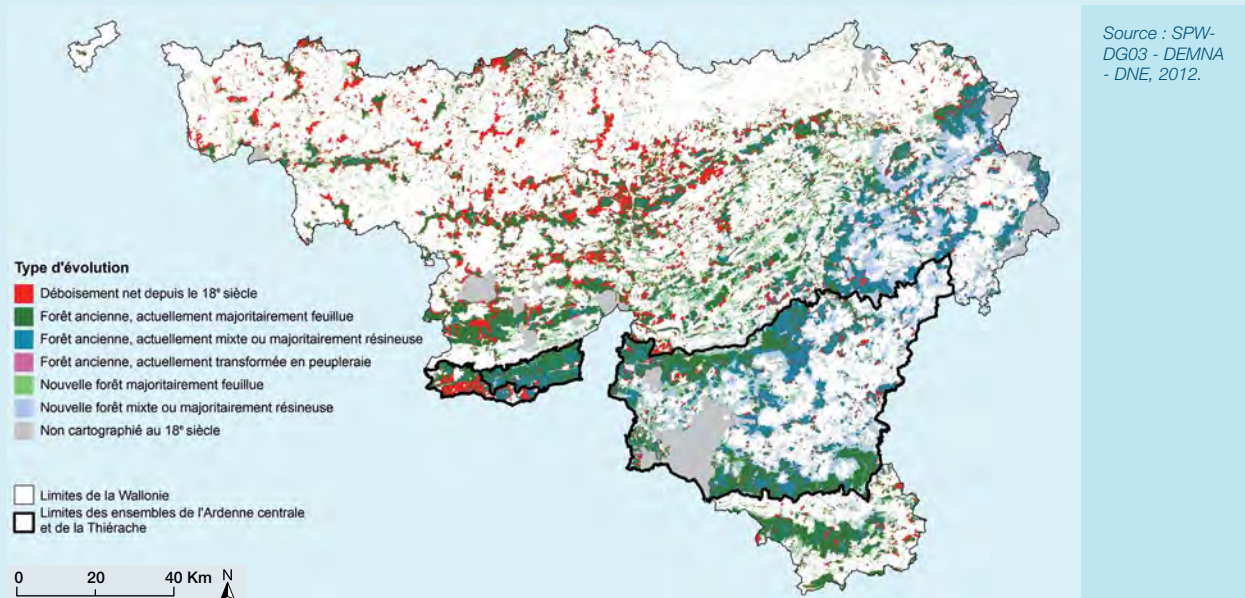 Source : SPW-
DG03 - DEMNA
- DNE, 2012.
Type d'évolution
Déboisement net depuis le 18e siècle
Forêt ancienne, actuellement majoritairement feuillue
Forêt ancienne, actuellement mixte ou majoritairement résineuse
Forêt ancienne, actuellement transformée en peupleraie
Nouvelle forêt majoritairement feuillue
Nouvelle forêt mixte ou majoritairement résineuse
Non cartographié au 18e siècle
Limites de la Wallonie
Limites des ensembles de l'Ardenne centrale
et de la Thiérache
0 20 40 Km N